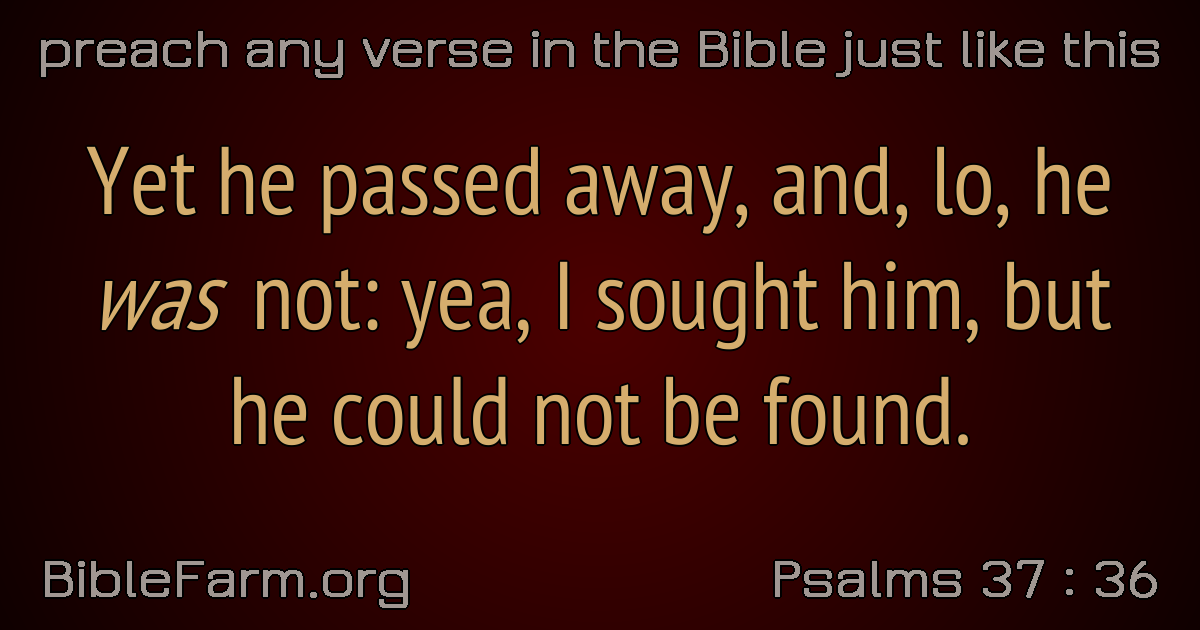 preach any verse in the Bible just like this
Yet he passed away, and, lo, he
was not: yea, I sought him, but
he could not be found.
BibleFarm.org
Psalms 37 : 36